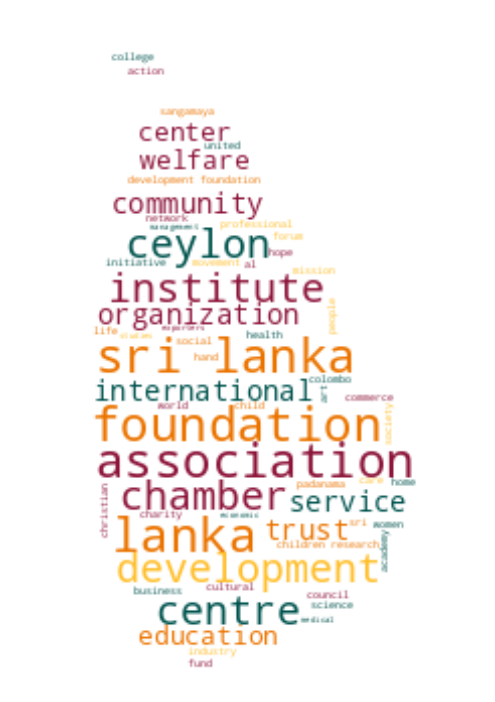 college
action
sangamaya
center
united
welfare
development foundation
community
network
management professional
ceylon forum
hope
initiative movement al
mission
institute
people
organization
life studies exporters
social health
hand
sri lanka
colombo
international art
commerce
world child
foundation society
association
padanama care home
chamber
christian
service
charity economic
lanka trust sri women
children research academy
development
business cultural
council
centre science
medical
education
industry
fund